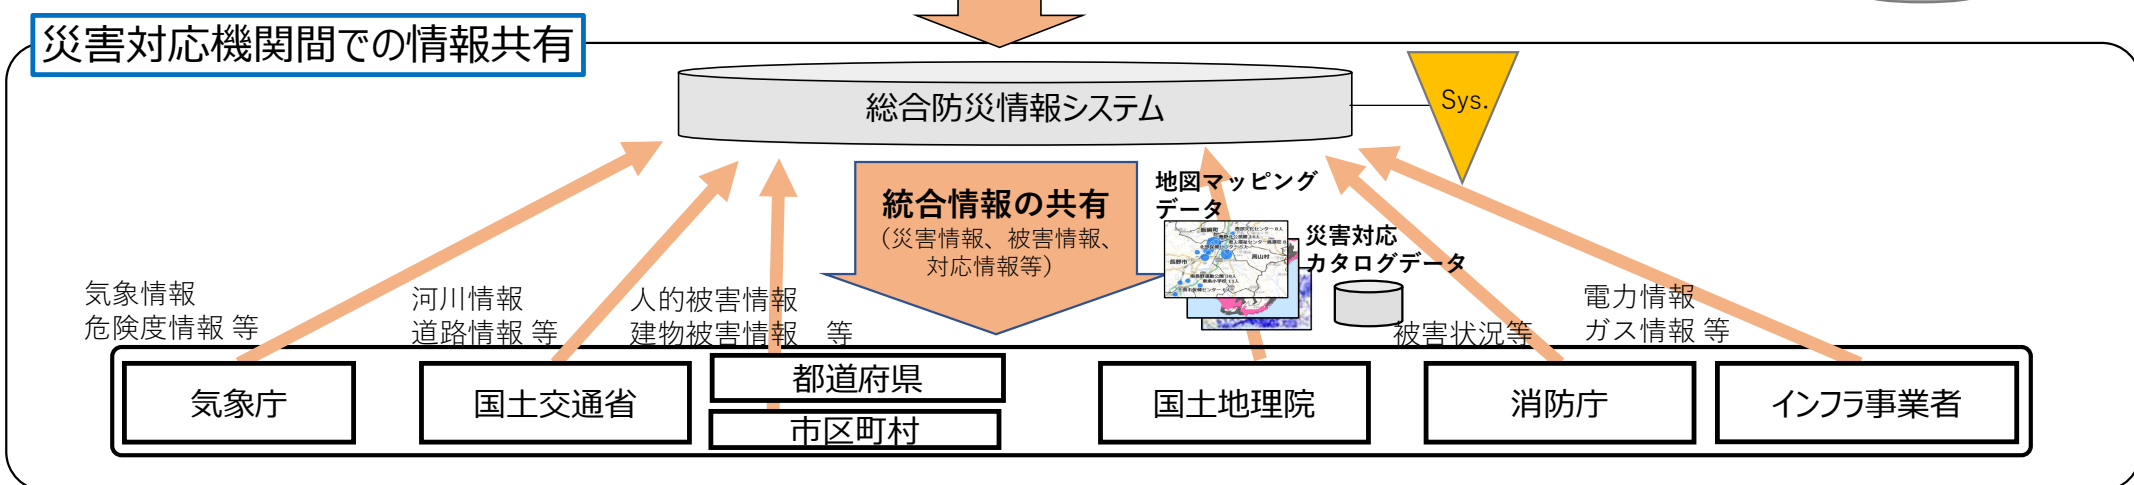 災害対応機関間での情報共有
総合防災情報システム
Sys.
統合情報の共有
（災害情報、被害情報、
対応情報等）
地図マッピング
データ
災害対応
カタログデータ
気象情報
危険度情報 等
河川情報
道路情報 等
人的被害情報
建物被害情報　等
被害状況等
電力情報
ガス情報 等
気象庁
国土交通省
都道府県
市区町村
国土地理院
消防庁
インフラ事業者